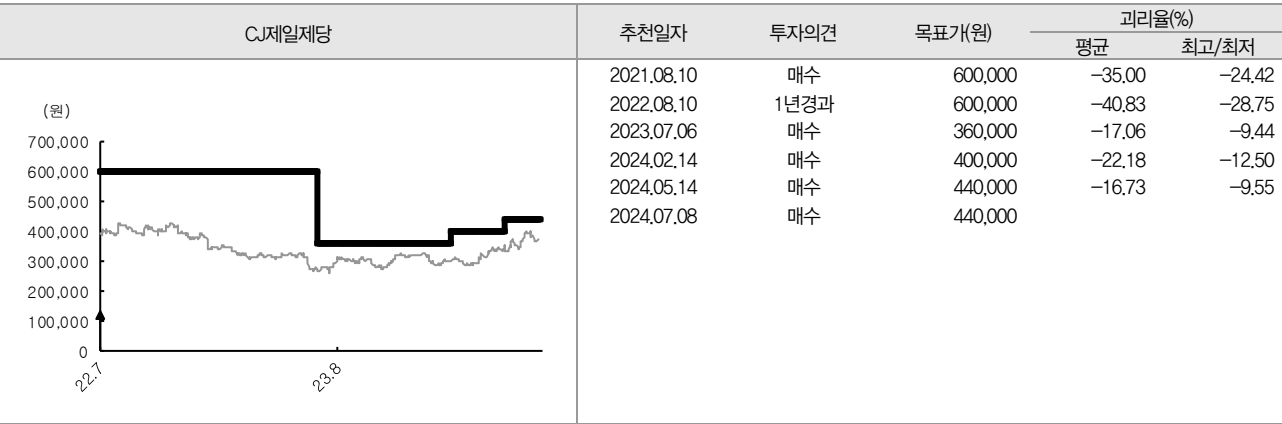 CJ제일제당 추천일자 투자의견 목표가(원) 괴리율(%)
평균 최고/최저
2021.08.10 매수 600,000 -35.00 -24.42
2022.08.10 1년경과 600,000 -40.83 -28.75
2023.07.06 매수 360,000 -17.06 -9.44
2024.02.14 매수 400,000 -22.18 -12.50
2024.05.14 매수 440,000 -16.73 -9.55
2024.07.08 매수 440,000
(원)
700,000
600,000
500,000
400,000
300,000
200,000
100,000
0
22.7 23.8